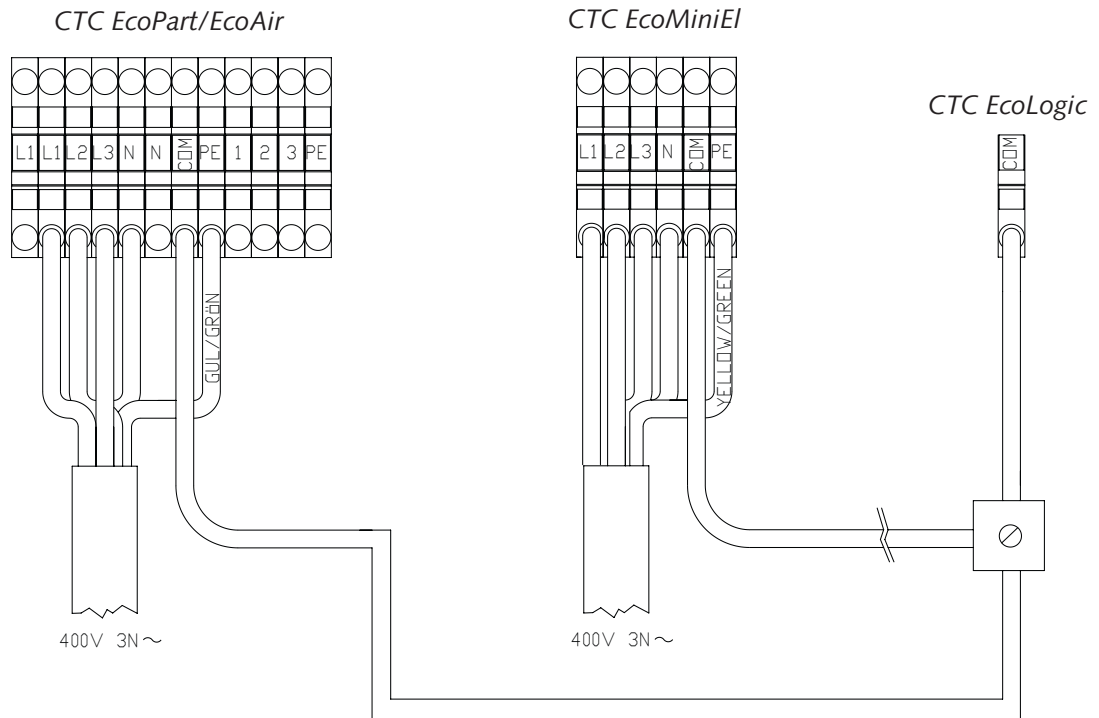 CTC EcoPart/EcoAir
CTC EcoMiniEl
CTC EcoLogic
L1 L1 L2 L3 N N COM PE 1 2 3 PE
L1 L2 L3 N COM PE
COM
GUL/GRÖN
YELLOW/GREEN
400V 3N~
400V 3N~